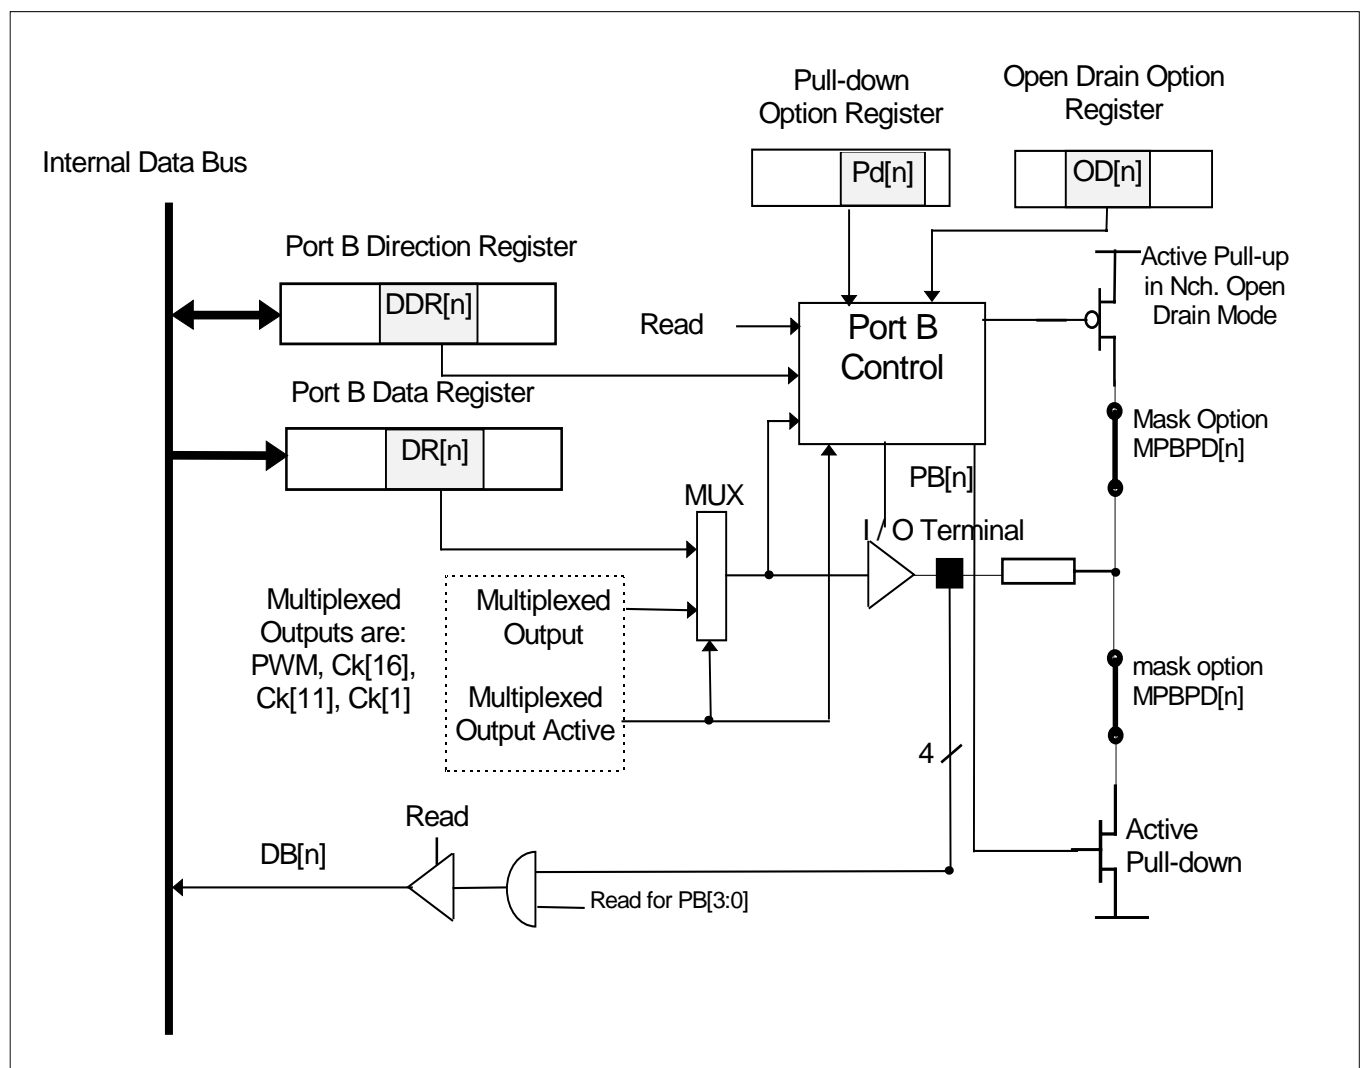 Pull-down
Option Register
Open Drain Option
Register
Internal Data Bus
Pd[n]
OD[n]
Port B Direction Register
DDR[n]
Active Pull-up
in Nch. Open
Drain Mode
Read
Port B
Control
Port B Data Register
DR[n]
Mask Option
MPBPD[n]
MUX
PB[n]
I / O Terminal
Multiplexed
Outputs are:
PWM, Ck[16],
Ck[11], Ck[1]
Multiplexed
Output
Multiplexed
Output Active
mask option
MPBPD[n]
4
Read
DB[n]
Read for PB[3:0]
Active
Pull-down